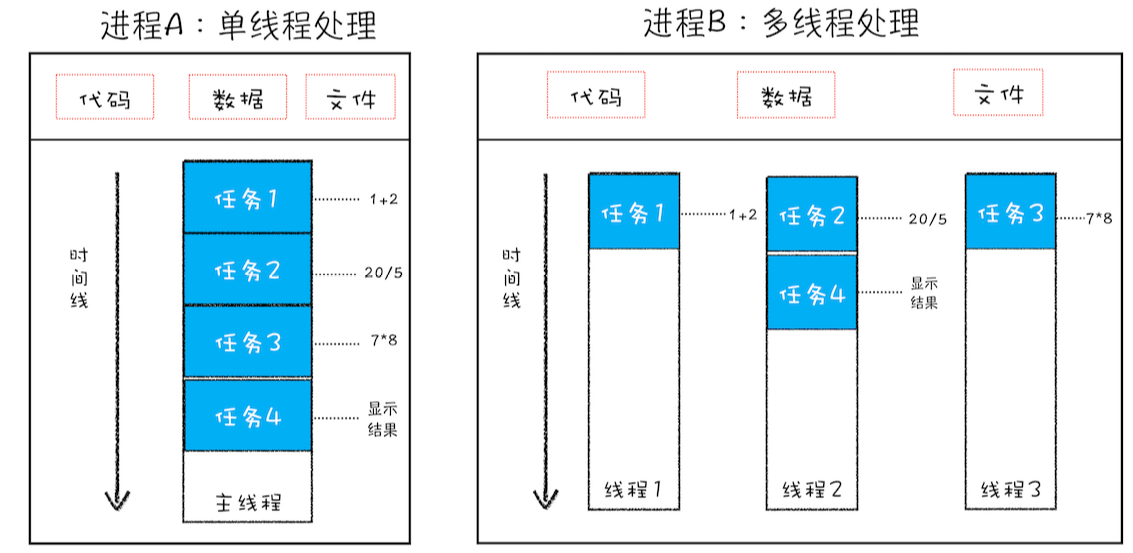 进程A：单线程处理
代码
数据
文件
时
间
线
任务1
1+2
任务2
20/5
任务3
7*8
任务4
显示
结果
主线程
进程B：多线程处理
代码
数据
文件
时
间
线
任务1
1+2
任务2
20/5
任务3
7*8
任务4
显示
结果
线程1
线程2
线程3